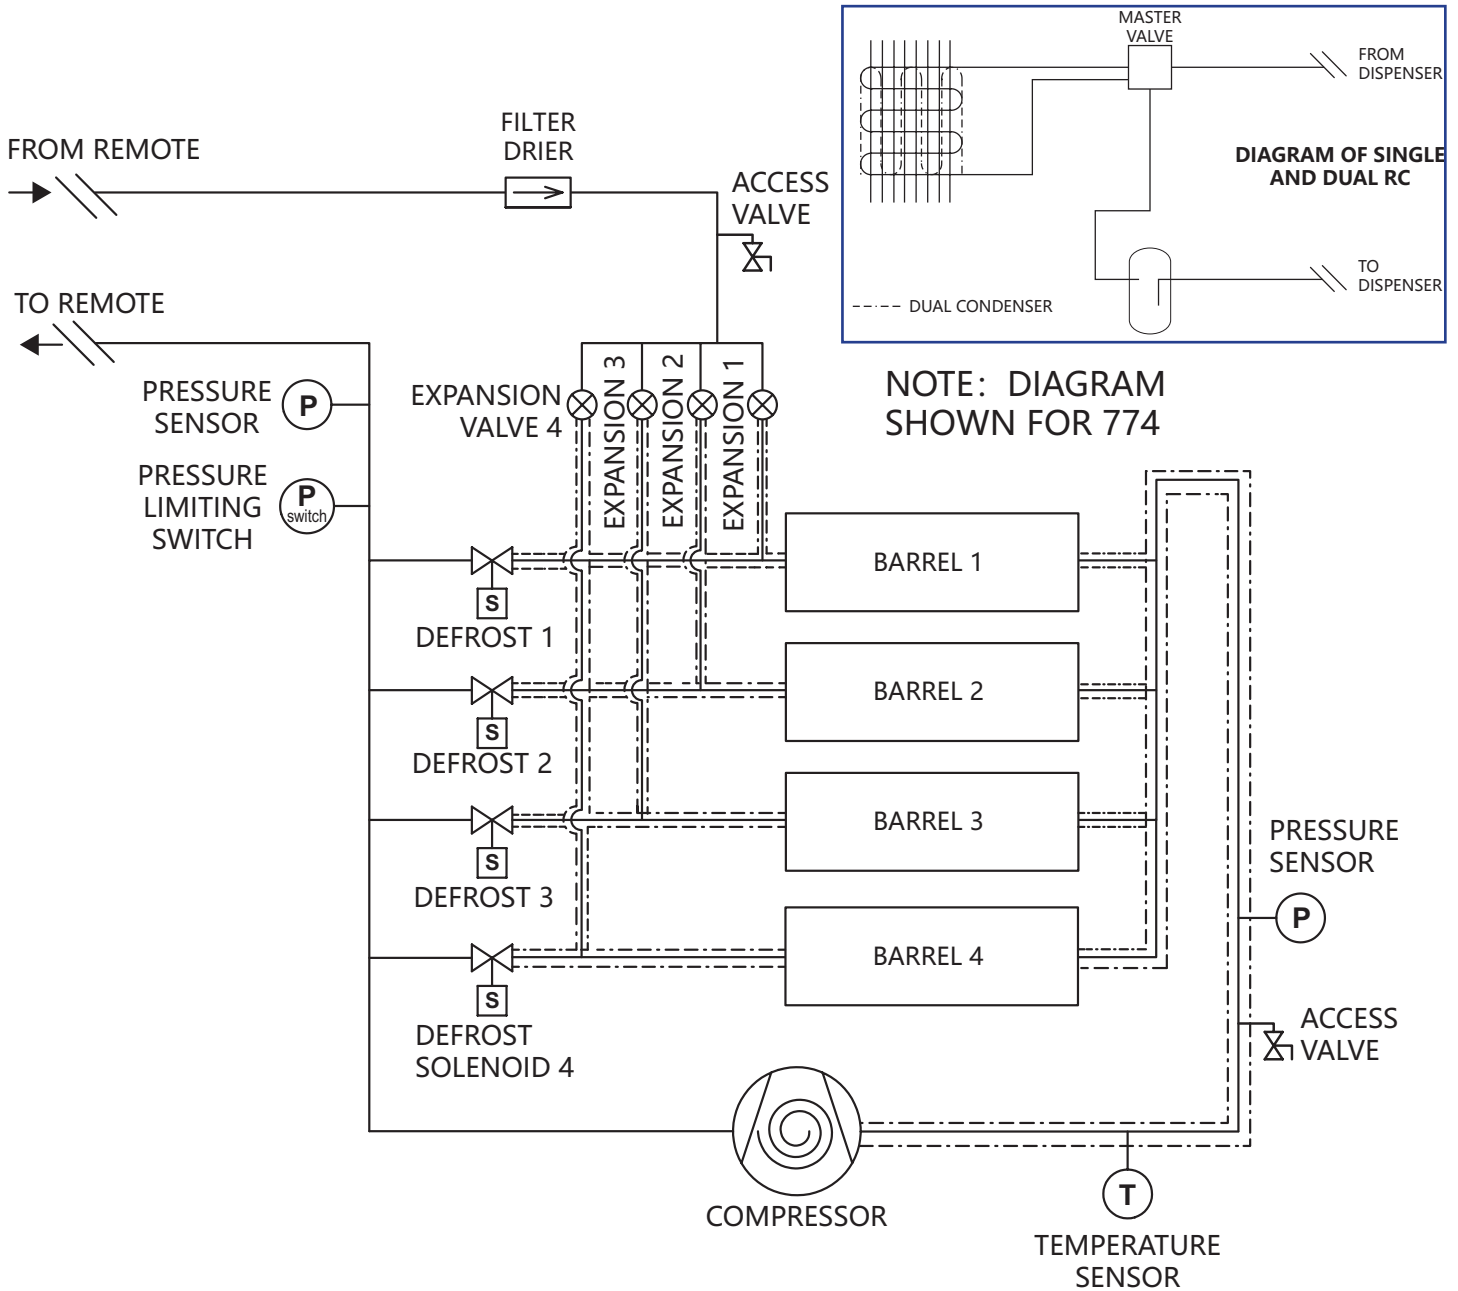 MASTER
VALVE
FROM
DISPENSER
DIAGRAM OF SINGLE
AND DUAL RC
TO
DISPENSER
DUAL CONDENSER
FILTER
DRIER
FROM REMOTE
ACCESS
VALVE
TO REMOTE
NOTE: DIAGRAM
SHOWN FOR 774
PRESSURE
SENSOR
P
EXPANSION
VALVE 4
EXPANSION 3
EXPANSION 2
EXPANSION 1
PRESSURE
LIMITING
SWITCH
P
switch
BARREL 1
S
DEFROST 1
BARREL 2
S
DEFROST 2
BARREL 3
S
DEFROST 3
PRESSURE
SENSOR
P
BARREL 4
S
DEFROST
SOLENOID 4
ACCESS
VALVE
COMPRESSOR
T
TEMPERATURE
SENSOR